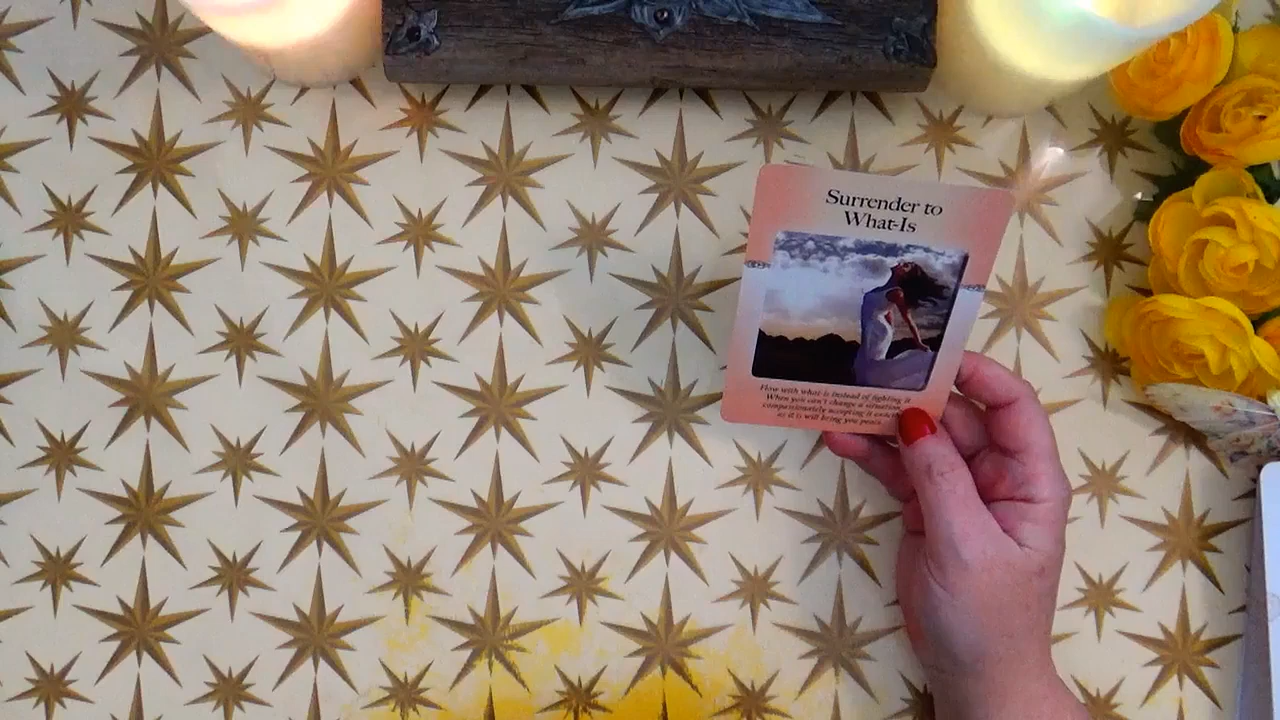 Surrender to
What-Is
Flow with what is instead of fighting it.
When you can't change a situation,
compassionately accepting it exactly
as it is will bring you peace.